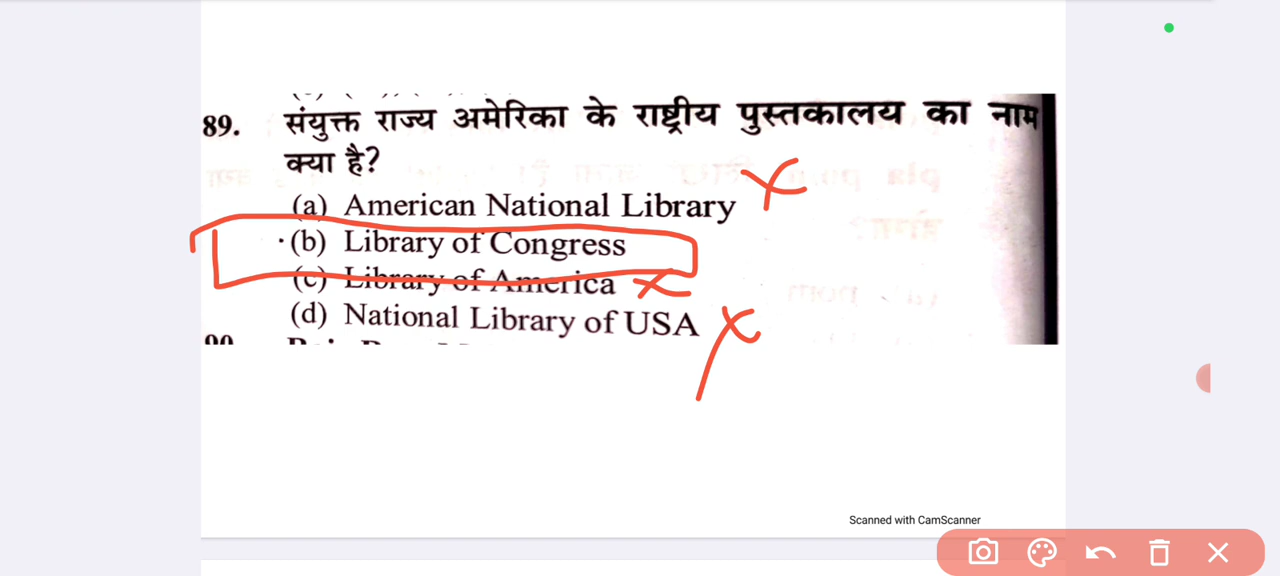 89. संयुक्त राज्य अमेरिका के राष्ट्रीय पुस्तकालय का नाम
क्या है?
(a) American National Library
(b) Library of Congress
(c) Library of America
(d) National Library of USA
Scanned with CamScanner